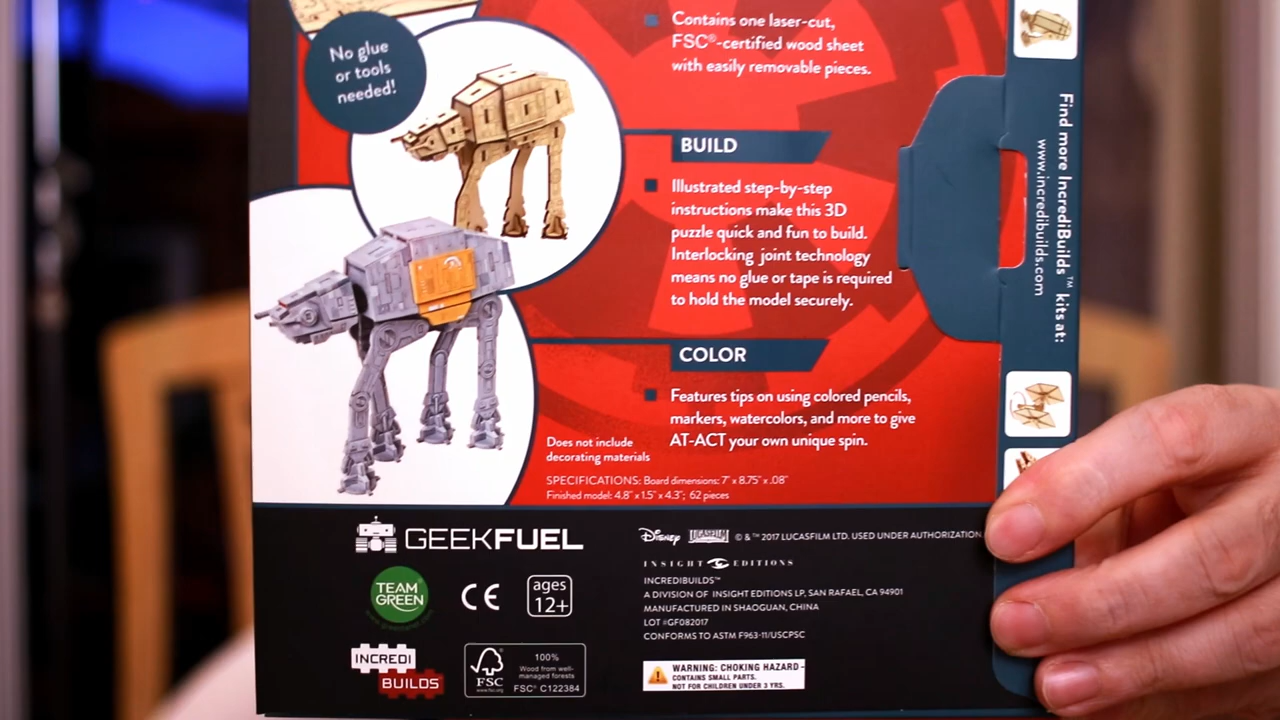 No glue
or tools
needed!
Contains one laser-cut,
FSC®-certified wood sheet
with easily removable pieces.
BUILD
Illustrated step-by-step
instructions make this 3D
puzzle quick and fun to build.
Interlocking joint technology
means no glue or tape is required
to hold the model securely.
COLOR
Features tips on using colored pencils,
markers, watercolors, and more to give
AT-ACT your own unique spin.
Does not include
decorating materials
SPECIFICATIONS: Board dimensions: 7" x 8.75" x .08"
Finished model: 4.8" x 1.5" x 4.3"; 62 pieces
Find more IncrediBuilds™ kits at:
www.incredibuilds.com
GEEKFUEL
TEAM
GREEN
CE
ages
12+
INCREDI
BUILDS
FSC
www.fsc.org
100%
Wood from well-
managed forests
FSC® C122384
Disney LUCASFILM © & ™ 2017 LUCASFILM LTD. USED UNDER AUTHORIZATION
INSIGHT EDITIONS
INCREDIBUILDS™
A DIVISION OF INSIGHT EDITIONS LP, SAN RAFAEL, CA 94901
MANUFACTURED IN SHAOGUAN, CHINA
LOT #GF082017
CONFORMS TO ASTM F963-11/USCPSC
WARNING: CHOKING HAZARD-
CONTAINS SMALL PARTS.
NOT FOR CHILDREN UNDER 3 YRS.